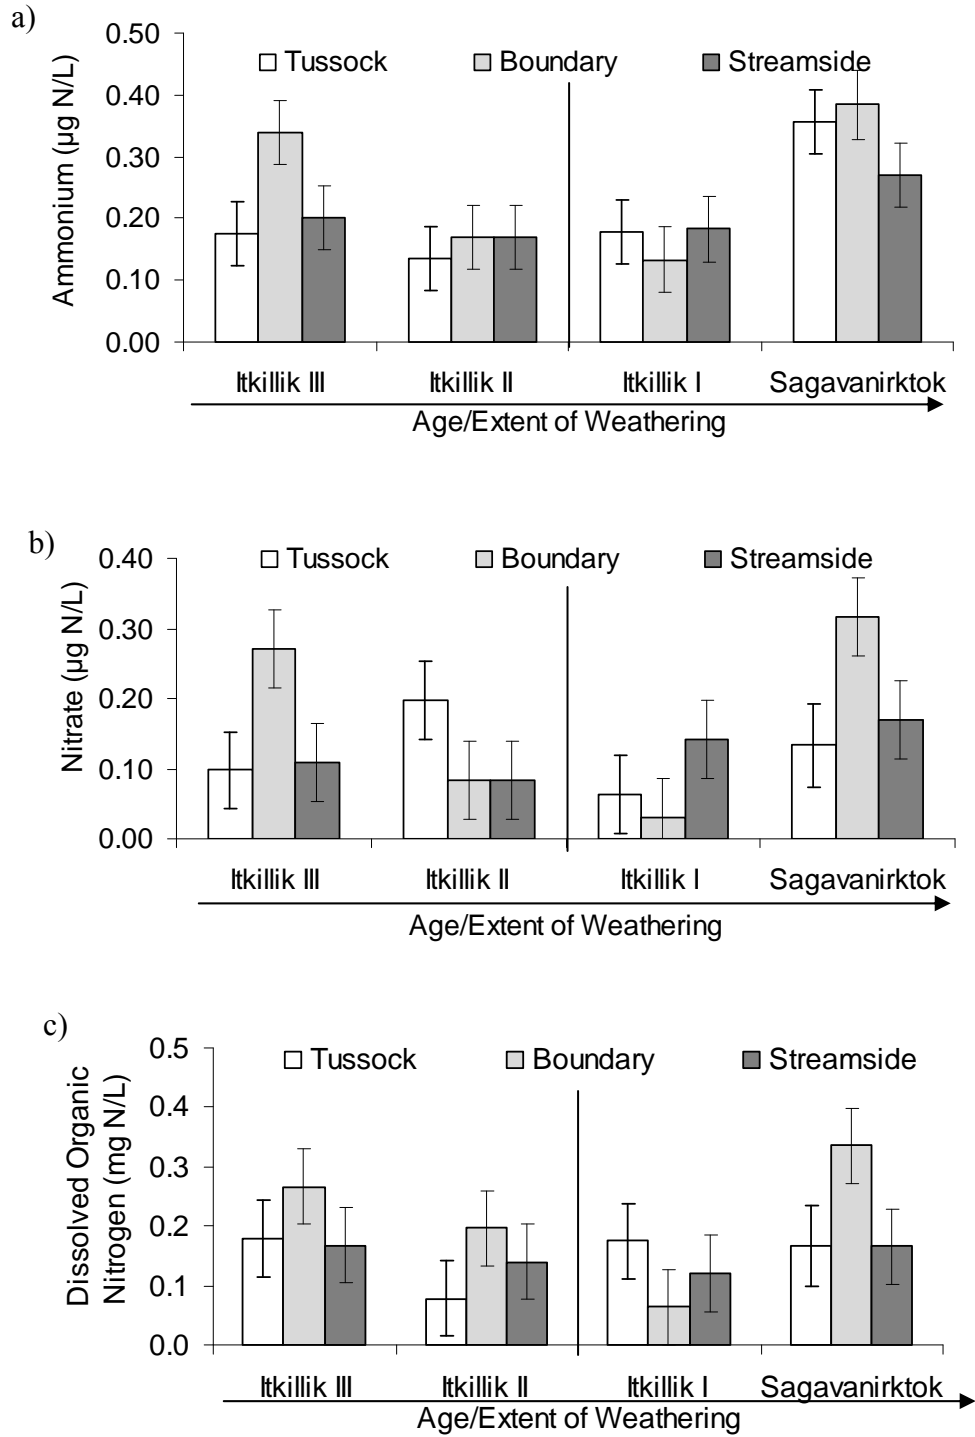 a)
Ammonium (µg N/L)
0.50
0.40
0.30
0.20
0.10
0.00
Tussock Boundary Streamside
Itkillik III Itkillik II Itkillik I Sagavanirktok
Age/Extent of Weathering
b)
Nitrate (µg N/L)
0.40
0.30
0.20
0.10
0.00
Tussock Boundary Streamside
Itkillik III Itkillik II Itkillik I Sagavanirktok
Age/Extent of Weathering
c)
Dissolved Organic
Nitrogen (mg N/L)
0.5
0.4
0.3
0.2
0.1
0.0
Tussock Boundary Streamside
Itkillik III Itkillik II Itkillik I Sagavanirktok
Age/Extent of Weathering